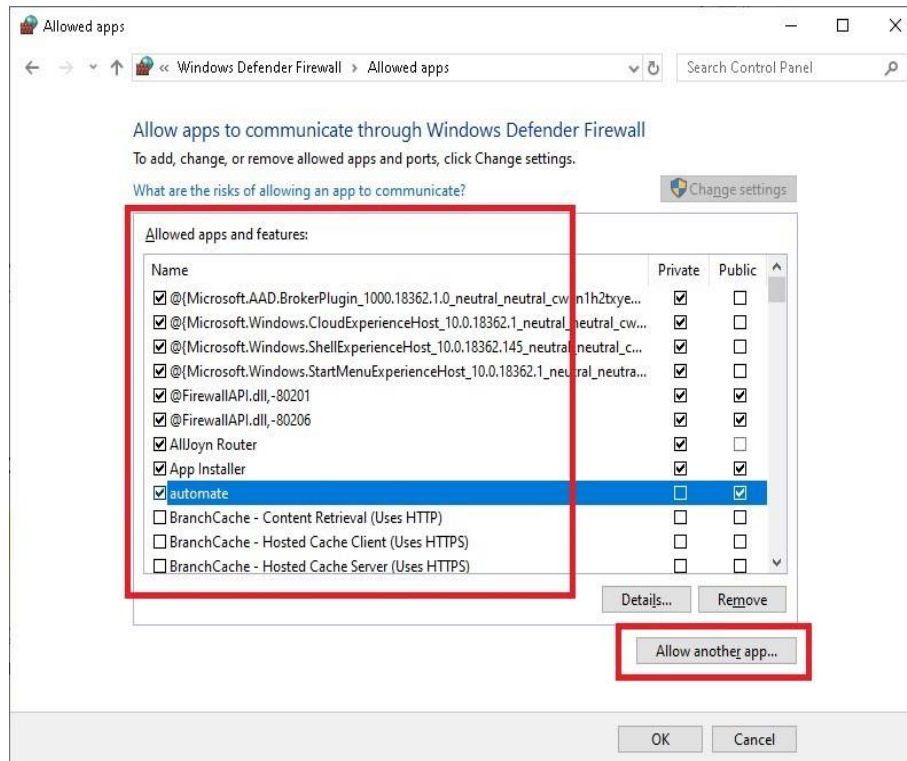 Allowed apps
« Windows Defender Firewall > Allowed apps
Search Control Panel
Allow apps to communicate through Windows Defender Firewall
To add, change, or remove allowed apps and ports, click Change settings.
What are the risks of allowing an app to communicate?
Change settings
Allowed apps and features:
Name Private Public
@{Microsoft.AAD.BrokerPlugin_1000.18362.1.0_neutral_neutral_cw5n1h2txye...
@{Microsoft.Windows.CloudExperienceHost_10.0.18362.1_neutral_neutral_cw...
@{Microsoft.Windows.ShellExperienceHost_10.0.18362.145_neutral_neutral_c...
@{Microsoft.Windows.StartMenuExperienceHost_10.0.18362.1_neutral_neutra...
@FirewallAPI.dll,-80201
@FirewallAPI.dll,-80206
AllJoyn Router
App Installer
automate
BranchCache - Content Retrieval (Uses HTTP)
BranchCache - Hosted Cache Client (Uses HTTPS)
BranchCache - Hosted Cache Server (Uses HTTPS)
Details... Remove
Allow another app...
OK Cancel